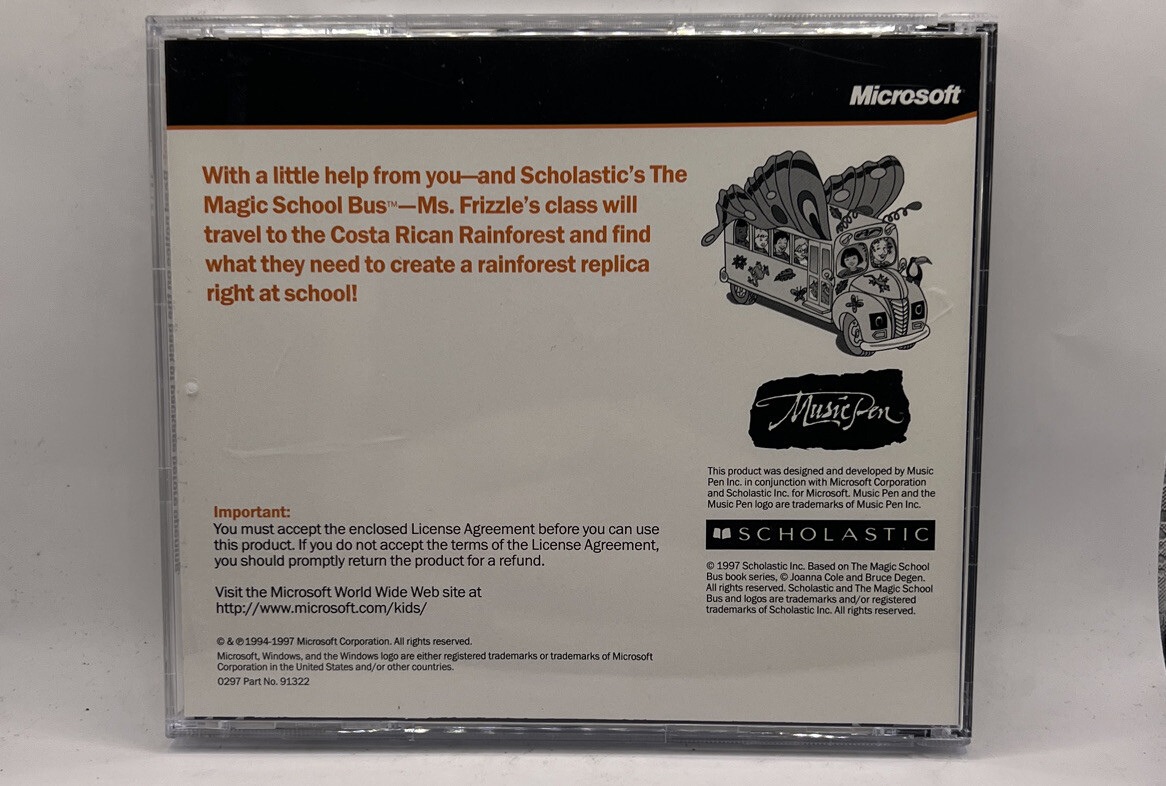 Microsoft
With a little help from you—and Scholastic's The
Magic School Bus™—Ms. Frizzle's class will
travel to the Costa Rican Rainforest and find
what they need to create a rainforest replica
right at school!
Music Pen
This product was designed and developed by Music
Pen Inc. in conjunction with Microsoft Corporation
and Scholastic Inc. for Microsoft. Music Pen and the
Music Pen logo are trademarks of Music Pen Inc.
SCHOLASTIC
© 1997 Scholastic Inc. Based on The Magic School
Bus book series, © Joanna Cole and Bruce Degen.
All rights reserved. Scholastic and The Magic School
Bus and logos are trademarks and/or registered
trademarks of Scholastic Inc. All rights reserved.
Important:
You must accept the enclosed License Agreement before you can use
this product. If you do not accept the terms of the License Agreement,
you should promptly return the product for a refund.
Visit the Microsoft World Wide Web site at
http://www.microsoft.com/kids/
© & ℗ 1994-1997 Microsoft Corporation. All rights reserved.
Microsoft, Windows, and the Windows logo are either registered trademarks or trademarks of Microsoft
Corporation in the United States and/or other countries.
0297 Part No. 91322